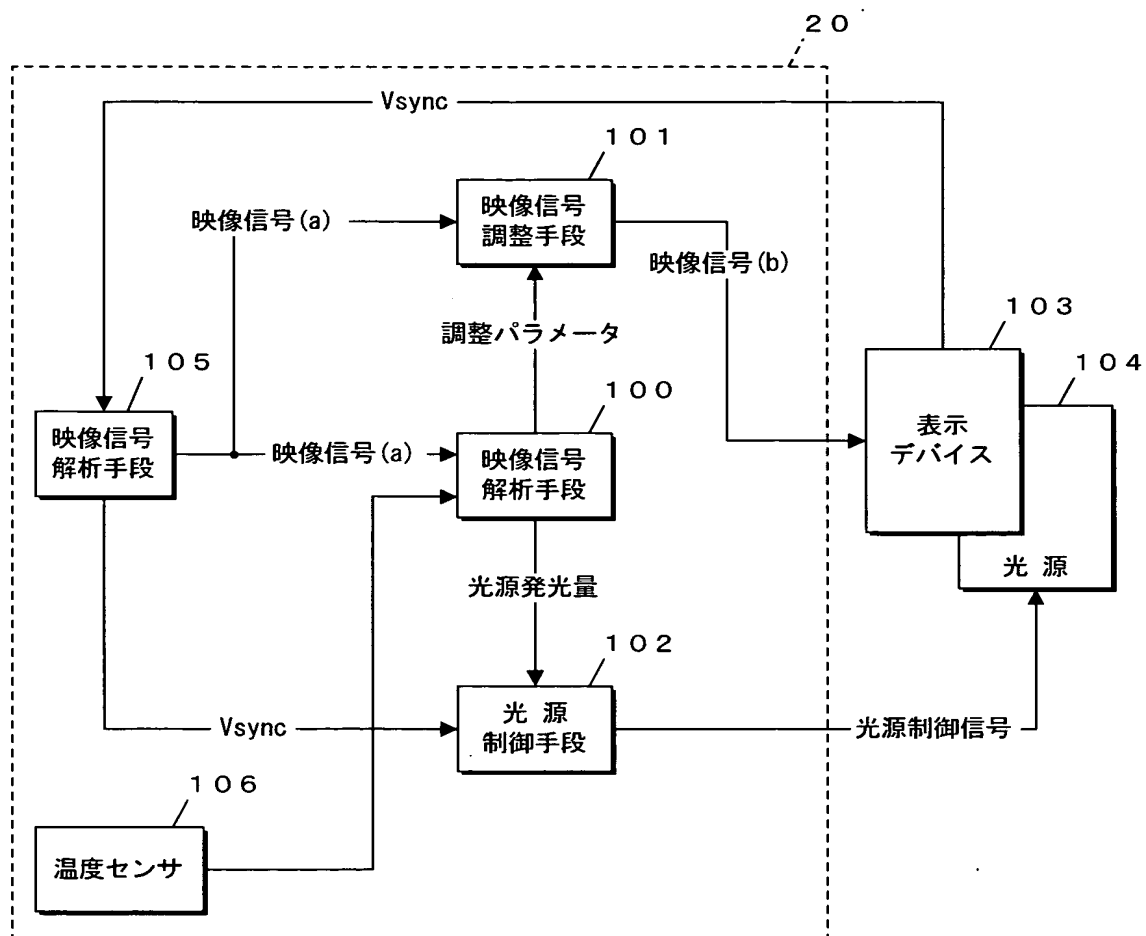 ２０
Vsync
１０１
映像信号
調整手段
映像信号(a)
映像信号(b)
調整パラメータ
１０３
表示
デバイス
１０４
光 源
１０５
映像信号
解析手段
映像信号(a)
１００
映像信号
解析手段
光源発光量
１０２
光 源
制御手段
Vsync
光源制御信号
１０６
温度センサ